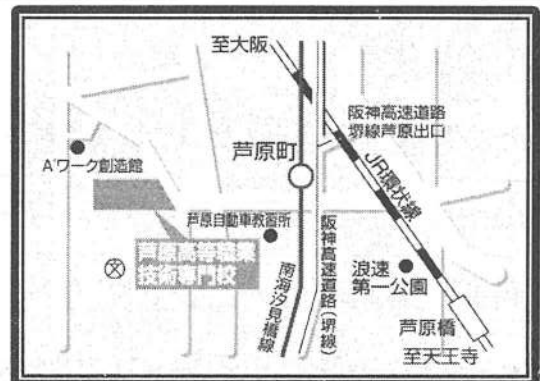 至大阪
阪神高速道路
堺線芦原出口
芦原町
JR環状線
A'ワーク創造館
芦原自動車教習所
芦原高等職業
技術専門校
南海汐見橋線
阪神高速道路(堺線)
浪速
第一公園
芦原橋
至天王寺
文